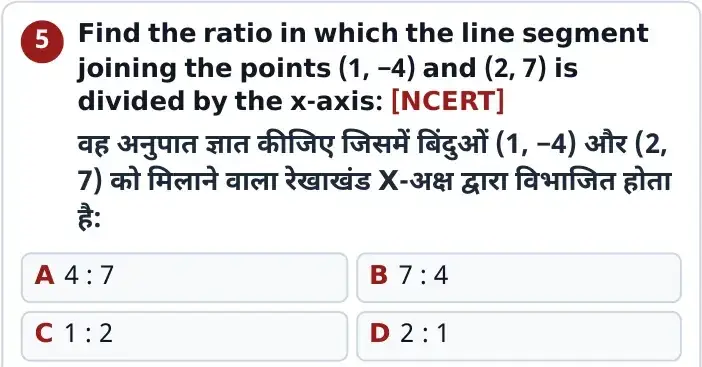 5 Find the ratio in which the line segment
joining the points (1, −4) and (2, 7) is
divided by the x-axis: [NCERT]
वह अनुपात ज्ञात कीजिए जिसमें बिंदुओं (1, −4) और (2,
7) को मिलाने वाला रेखाखंड X-अक्ष द्वारा विभाजित होता
है:
A 4 : 7
B 7 : 4
C 1 : 2
D 2 : 1